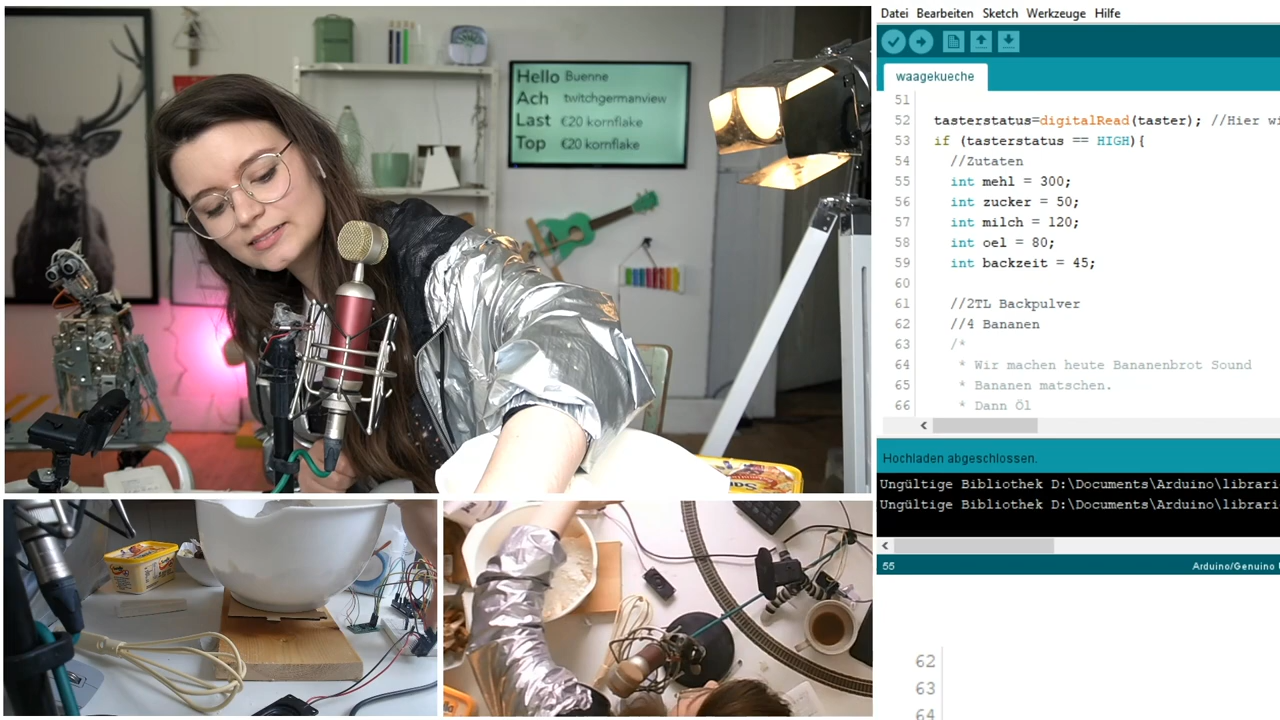 Hello Buenne
Ach twitchgermanview
Last €20 kornflake
Top €20 kornflake
Datei Bearbeiten Sketch Werkzeuge Hilfe
waagekueche
51
52 tasterstatus=digitalRead(taster); //Hier wi
53 if (tasterstatus == HIGH){
54 //Zutaten
55 int mehl = 300;
56 int zucker = 50;
57 int milch = 120;
58 int oel = 80;
59 int backzeit = 45;
60
61 //2TL Backpulver
62 //4 Bananen
63 /*
64 * Wir machen heute Bananenbrot Sound
65 * Bananen matschen.
66 * Dann Öl
Hochladen abgeschlossen.
Ungültige Bibliothek D:\Documents\Arduino\librari
Ungültige Bibliothek D:\Documents\Arduino\librari
55 Arduino/Genuino
62
63
64